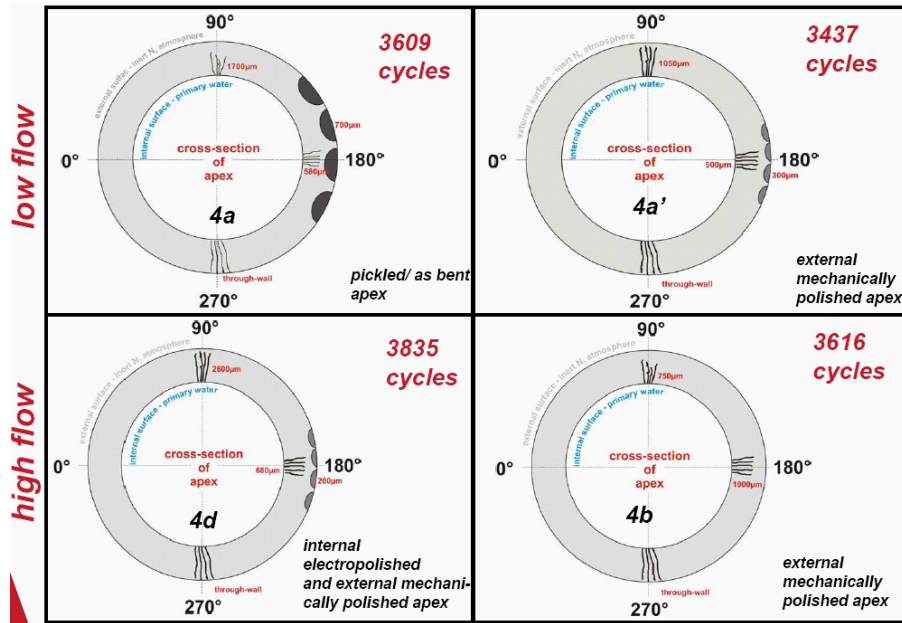 low flow
90°
3609
cycles
external surfac - inert N, atmosphere
1700µm
internal surface - primary water
700µm
0°
cross-section
of
apex
180°
580µm
4a
through-wall
pickled/ as bent
apex
270°
90°
3437
cycles
external surface - inert N, atmosphere
1050µm
internal surface - primary water
0°
cross-section
of
apex
180°
500µm
300µm
4a’
through-wall
external
mechanically
polished apex
270°
high flow
90°
3835
cycles
external surface - inert N, atmosphere
2600µm
internal surface - primary water
0°
cross-section
of
apex
180°
680µm
200µm
4d
internal
electropolished
and external mechani-
cally polished apex
through-wall
270°
90°
3616
cycles
external surface - inert N, atmosphere
750µm
internal surface - primary water
0°
cross-section
of
apex
180°
1000µm
4b
through-wall
external
mechanically
polished apex
270°